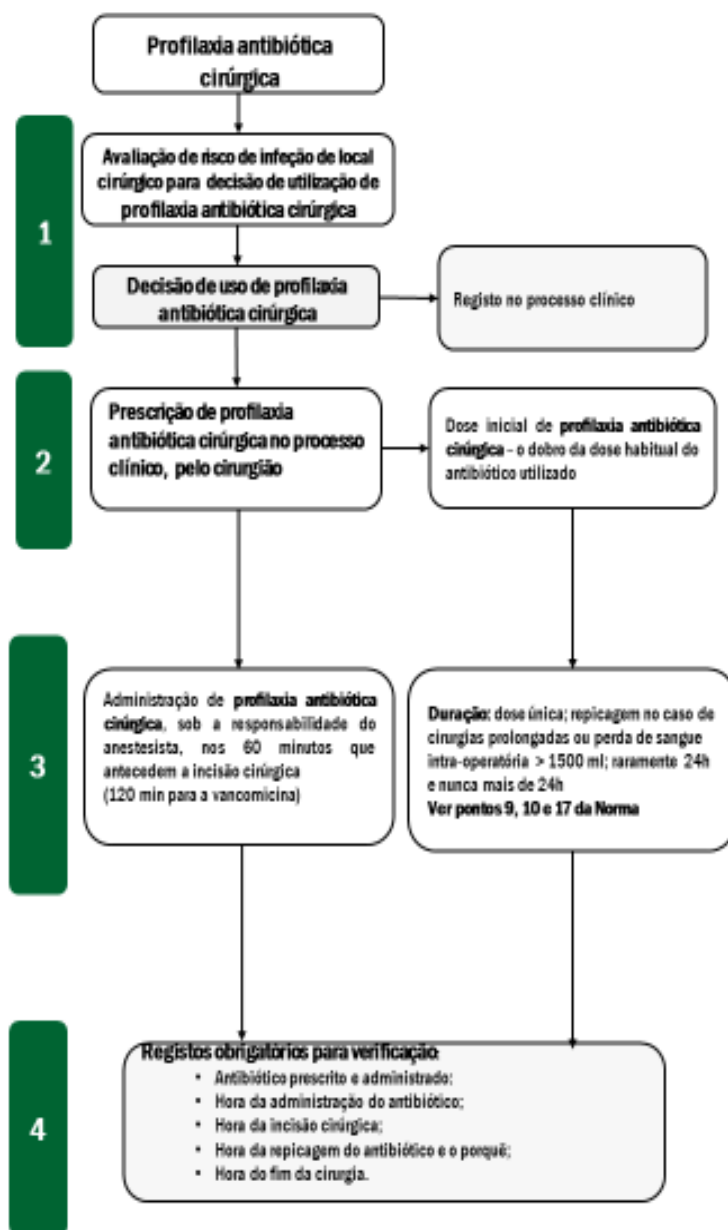 Profilaxia antibiótica
cirúrgica
1
Avaliação de risco de infeção de local
cirúrgico para decisão de utilização de
profilaxia antibiótica cirúrgica
Decisão de uso de profilaxia
antibiótica cirúrgica
Registo no processo clínico
2
Prescrição de profilaxia
antibiótica cirúrgica no processo
clínico, pelo cirurgião
Dose inicial de profilaxia antibiótica
cirúrgica – o dobro da dose habitual do
antibiótico utilizado
3
Administração de profilaxia antibiótica
cirúrgica, sob a responsabilidade do
anestesista, nos 60 minutos que
antecedem a incisão cirúrgica
(120 min para a vancomicina)
Duração: dose única; repicagem no caso de
cirurgias prolongadas ou perda de sangue
intra-operatória > 1500 ml; raramente 24h
e nunca mais de 24h
Ver pontos 9, 10 e 17 da Norma
4
Registos obrigatórios para verificação:
• Antibiótico prescrito e administrado;
• Hora da administração do antibiótico;
• Hora da incisão cirúrgica;
• Hora da repicagem do antibiótico e o porquê;
• Hora do fim da cirurgia.